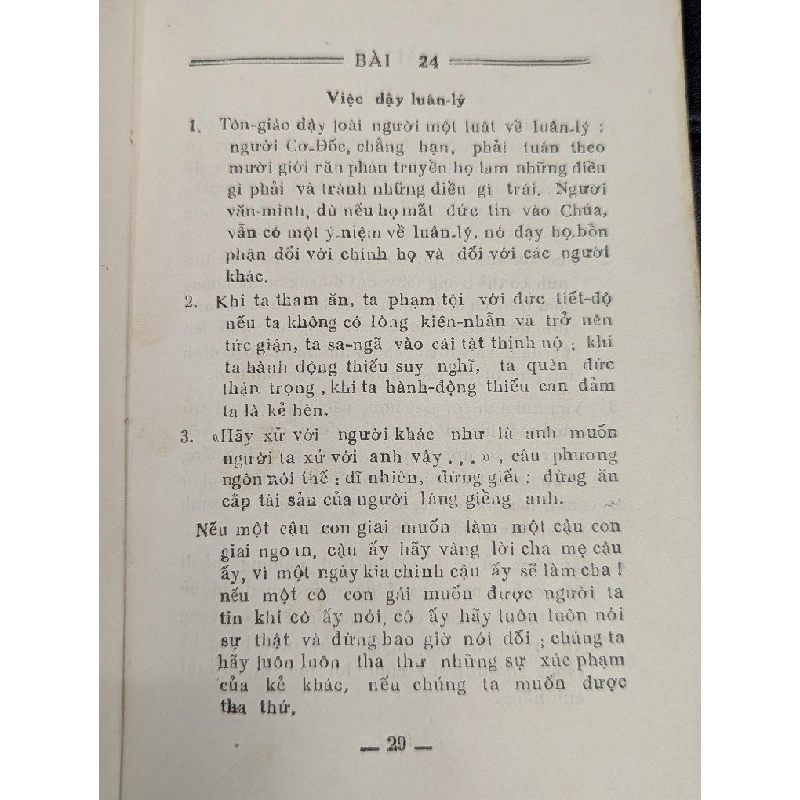 BÀI 24
Việc dậy luân-lý
1. Tôn-giáo dậy loài người một luật về luân-lý :
người Cơ-Đốc, chẳng hạn, phải tuân theo
mười giới răn phán truyền họ làm những điều
gì phải và tránh những điều gì trái. Người
văn-minh, dù nếu họ mất đức tin vào Chúa,
vẫn có một ý-niệm về luân-lý, nó dạy họ bổn
phận đối với chính họ và đối với các người
khác.
2. Khi ta tham ăn, ta phạm tội với đức tiết-độ
nếu ta không có lòng kiên-nhẫn và trở nên
tức giận, ta sa-ngã vào cái tật thịnh nộ ; khi
ta hành động thiếu suy nghĩ, ta quên đức
thận trọng , khi ta hành-động thiếu can đảm
ta là kẻ hèn.
3. «Hãy xử với người khác như là anh muốn
người ta xử với anh vậy . . . » , câu phương
ngôn nói thế : dĩ nhiên, đừng giết ; đừng ăn
cắp tài sản của người láng giềng anh.
Nếu một cậu con giai muốn làm một cậu con
giai ngoan, cậu ấy hãy vâng lời cha mẹ cậu
ấy, vì một ngày kia chính cậu ấy sẽ làm cha !
nếu một cô con gái muốn được người ta
tin khi cô ấy nói, cô ấy hãy luôn luôn nói
sự thật và đừng bao giờ nói dối ; chúng ta
hãy luôn luôn tha thứ những sự xúc phạm
của kẻ khác, nếu chúng ta muốn được
tha thứ.
— 29 —